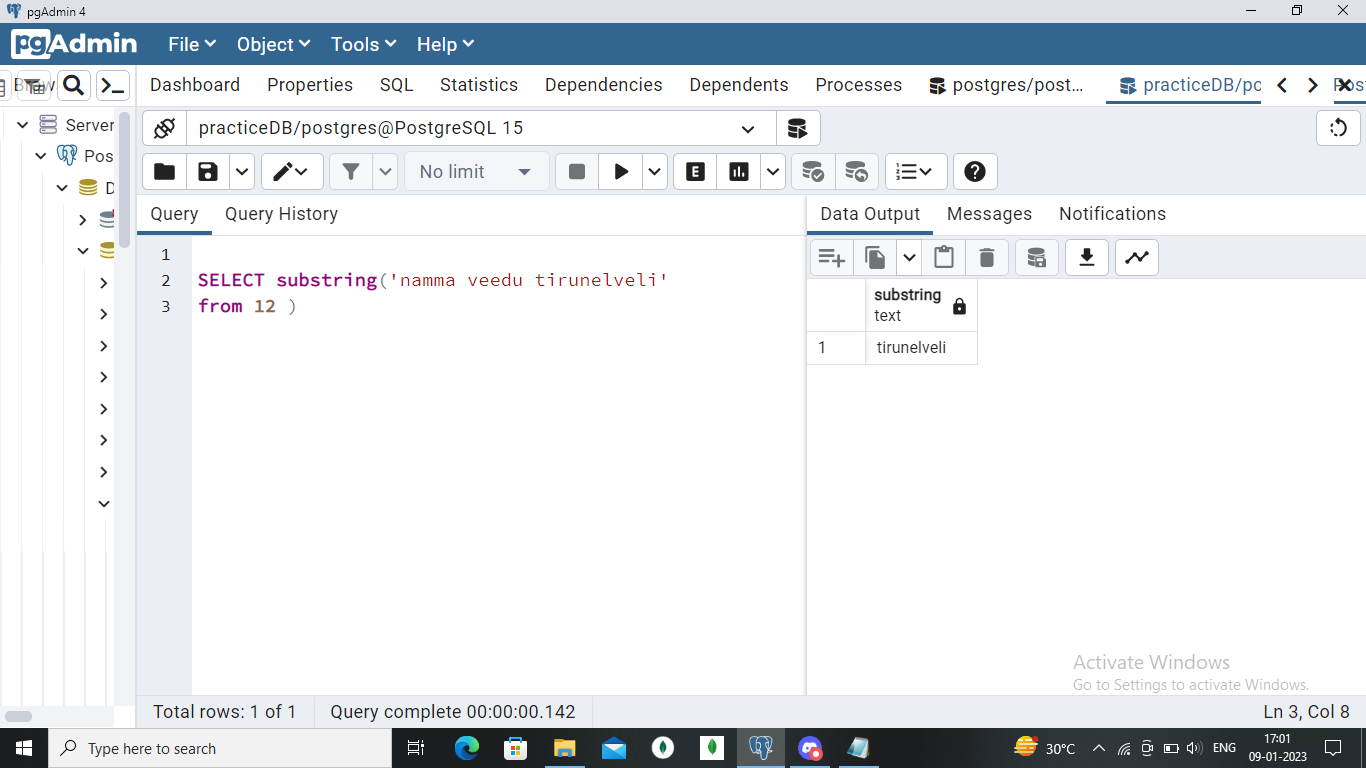 pgAdmin 4
pgAdmin File Object Tools Help
Dashboard Properties SQL Statistics Dependencies Dependents Processes postgres/post... practiceDB/pc
Server
practiceDB/postgres@PostgreSQL 15
Pos
No limit
D
Query Query History
Data Output Messages Notifications
1
2 SELECT substring('namma veedu tirunelveli'
3 from 12 )
substring
text
1 tirunelveli
Activate Windows
Go to Settings to activate Windows.
Total rows: 1 of 1 Query complete 00:00:00.142 Ln 3, Col 8
Type here to search
30°C ENG
17:01
09-01-2023